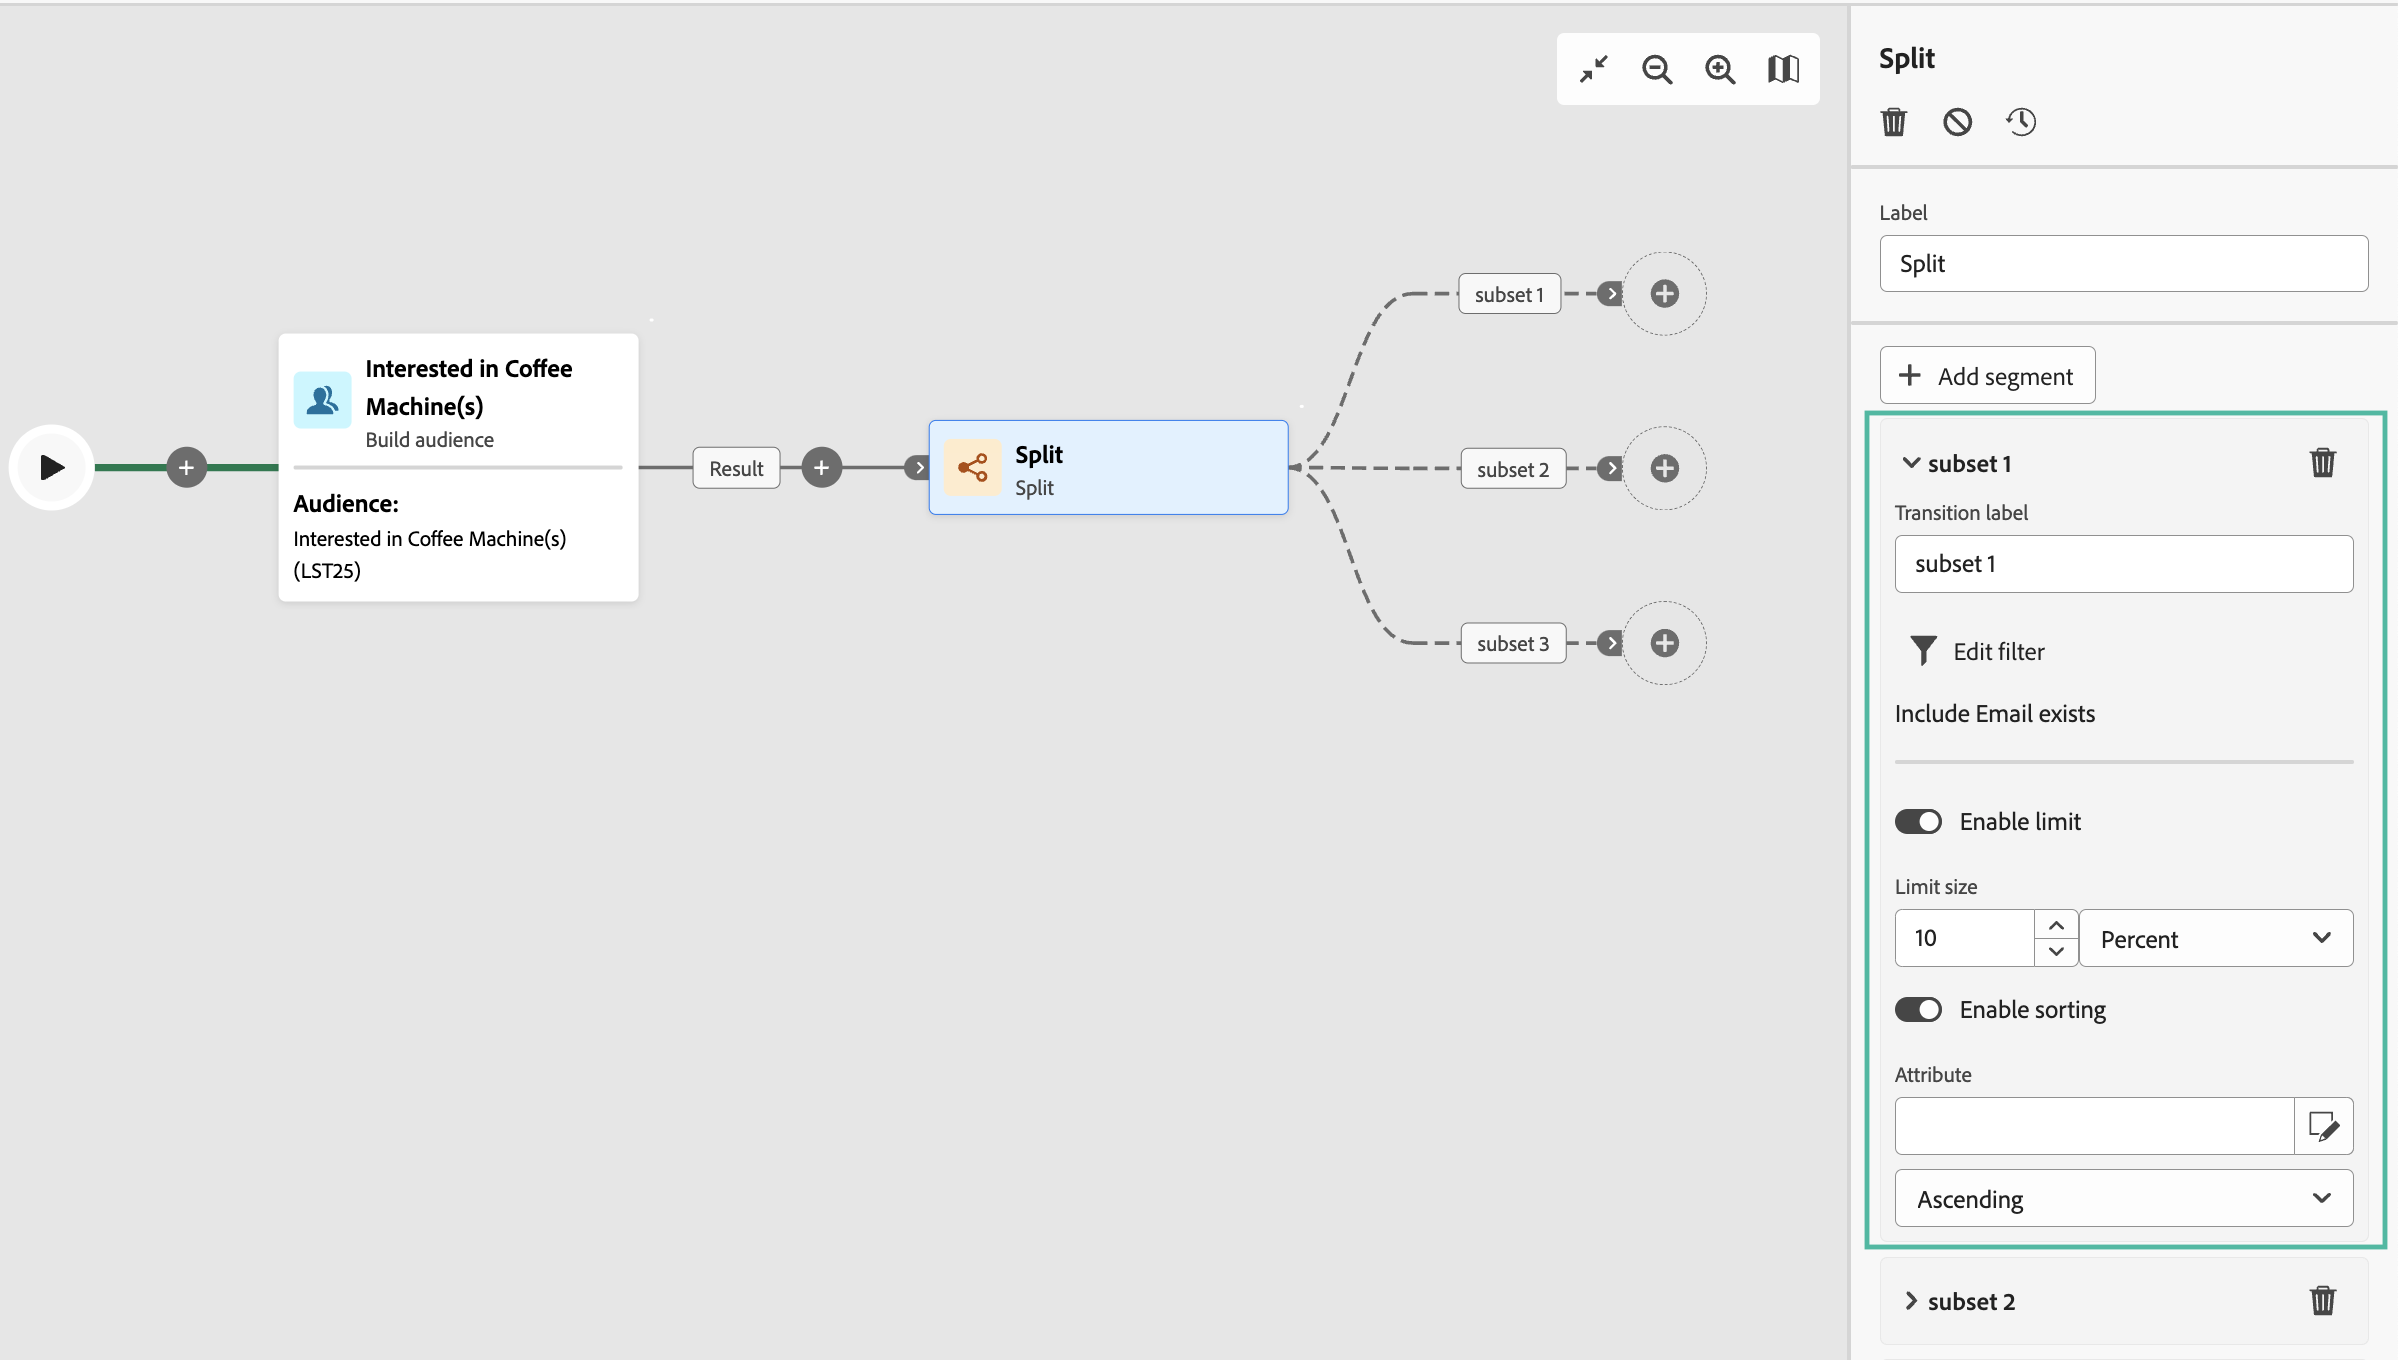 Interested in Coffee
Machine(s)
Build audience
Audience:
Interested in Coffee Machine(s)
(LST25)
Result
Split
Split
subset 1
subset 2
subset 3
Split
Label
Split
Add segment
subset 1
Transition label
subset 1
Edit filter
Include Email exists
Enable limit
Limit size
10
Percent
Enable sorting
Attribute
Ascending
subset 2